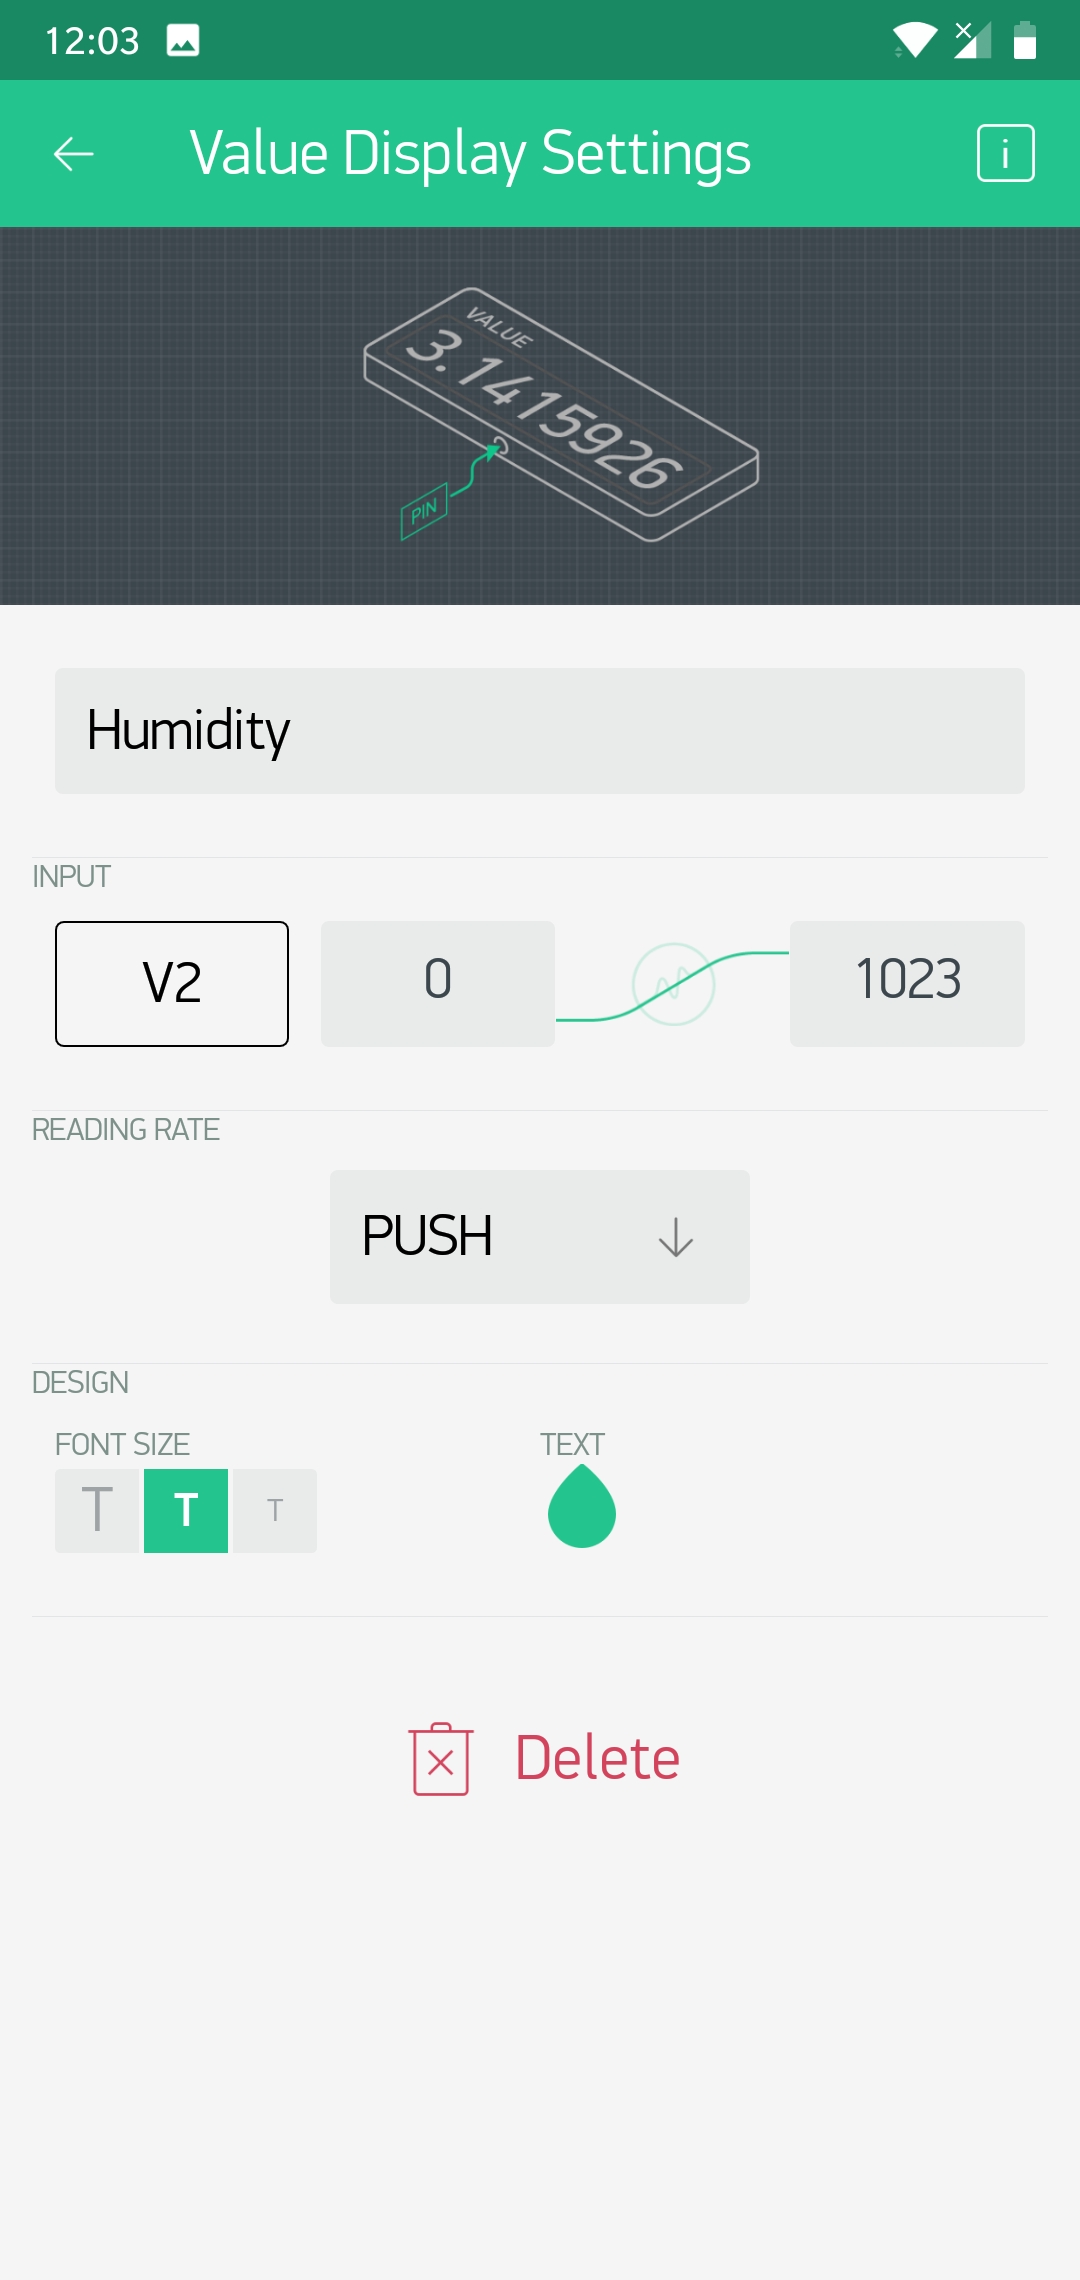 12:03
Value Display Settings
i
VALUE
3.1415926
PIN
Humidity
INPUT
V2 0 1023
READING RATE
PUSH
DESIGN
FONT SIZE TEXT
T T T
Delete